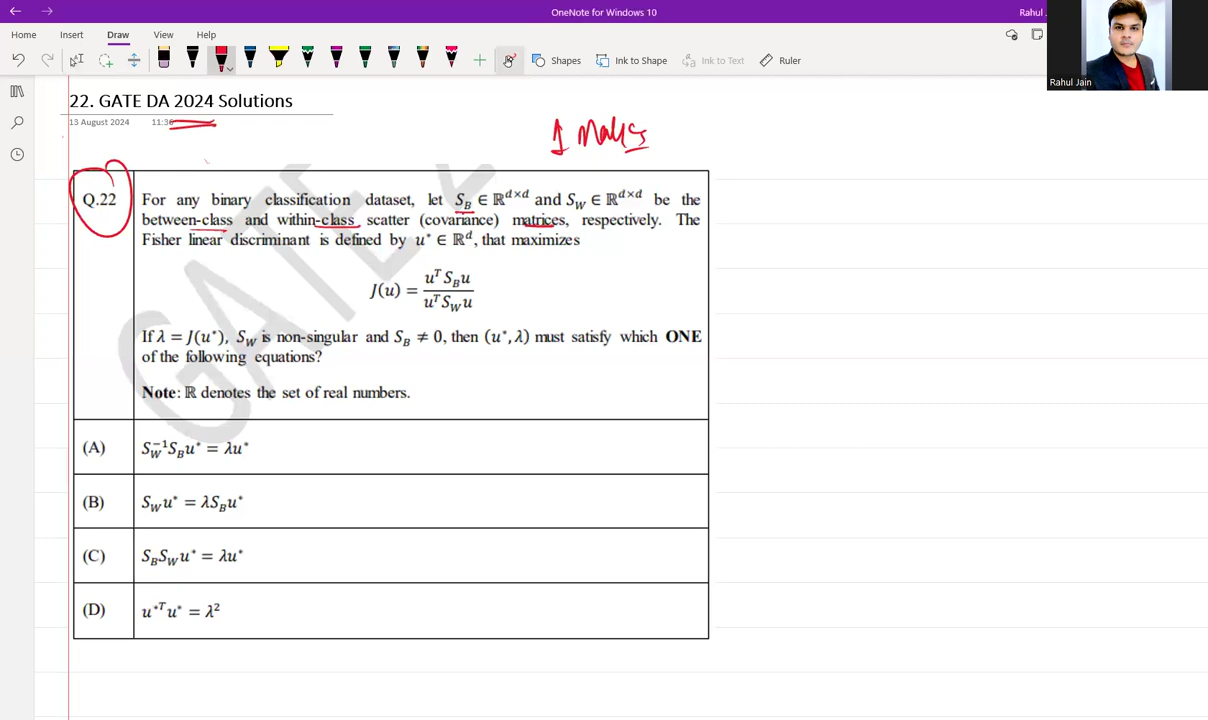 OneNote for Windows 10
Rahul J
Home Insert Draw View Help
Shapes Ink to Shape Ink to Text Ruler
Rahul Jain
22. GATE DA 2024 Solutions
13 August 2024 11:36
1 Marks
GATE 2
Q.22 For any binary classification dataset, let S_B ∈ ℝ^{d×d} and S_W ∈ ℝ^{d×d} be the
between-class and within-class scatter (covariance) matrices, respectively. The
Fisher linear discriminant is defined by u* ∈ ℝ^d, that maximizes
J(u) = u^T S_B u / u^T S_W u
If λ = J(u*), S_W is non-singular and S_B ≠ 0, then (u*, λ) must satisfy which ONE
of the following equations?
Note: ℝ denotes the set of real numbers.
(A) S_W^{-1} S_B u* = λu*
(B) S_W u* = λS_B u*
(C) S_B S_W u* = λu*
(D) u*^T u* = λ²